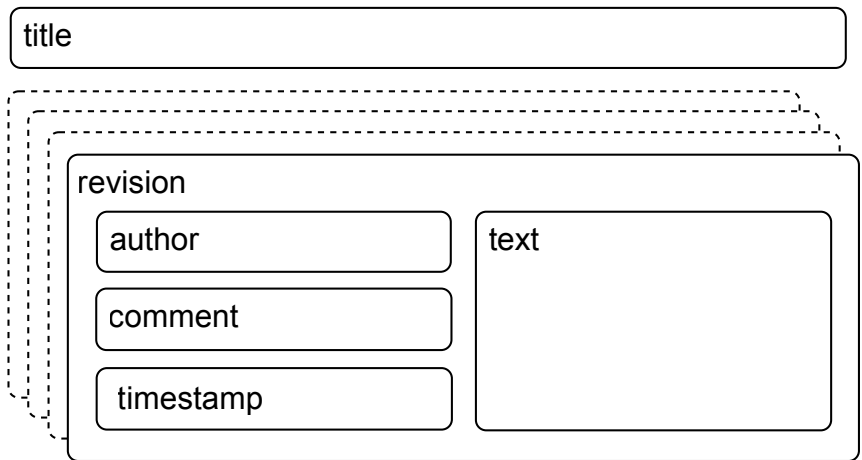 title
revision
author
comment
timestamp
text